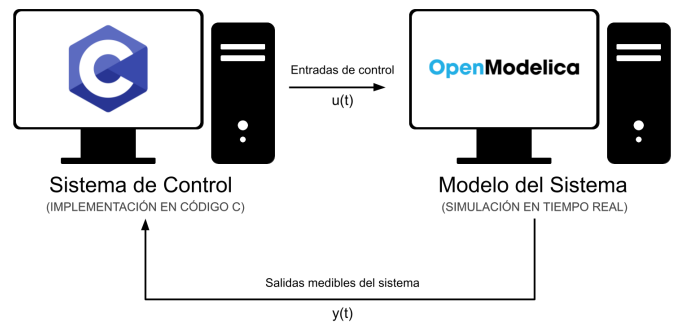 C
OpenModelica
Entradas de control
u(t)
Sistema de Control
(IMPLEMENTACIÓN EN CÓDIGO C)
Modelo del Sistema
(SIMULACIÓN EN TIEMPO REAL)
Salidas medibles del sistema
y(t)